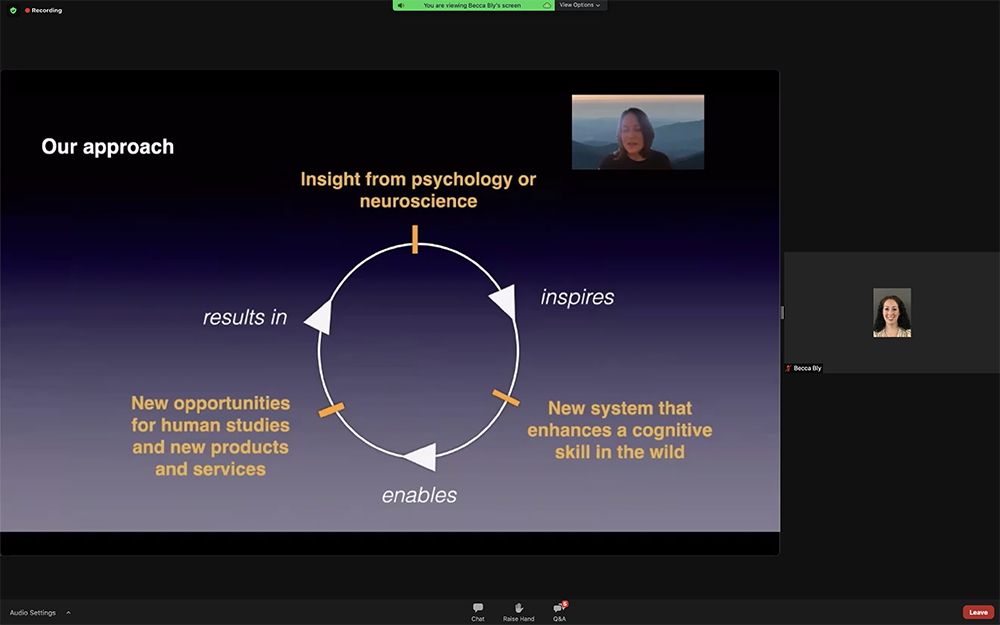 Recording
You are viewing Becca Bly's screen
View Options
Our approach
Insight from psychology or
neuroscience
inspires
results in
New opportunities
for human studies
and new products
and services
New system that
enhances a cognitive
skill in the wild
enables
Becca Bly
Audio Settings
Chat
Raise Hand
Q&A
Leave